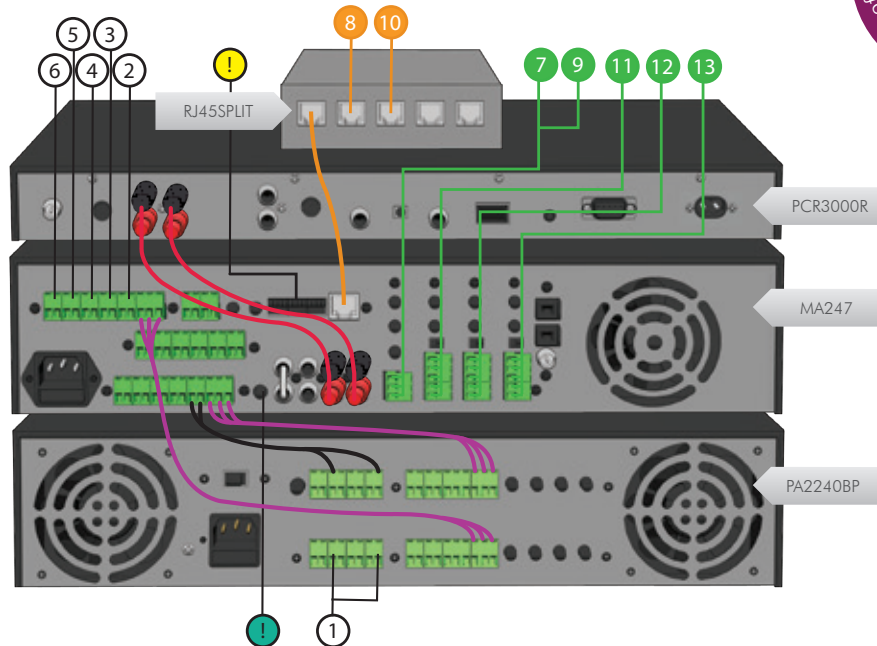 8 10
5 3 7 9 11 12 13
6 4 2 !
RJ45SPLIT
PCR3000R
MA247
PA2240BP
! 1